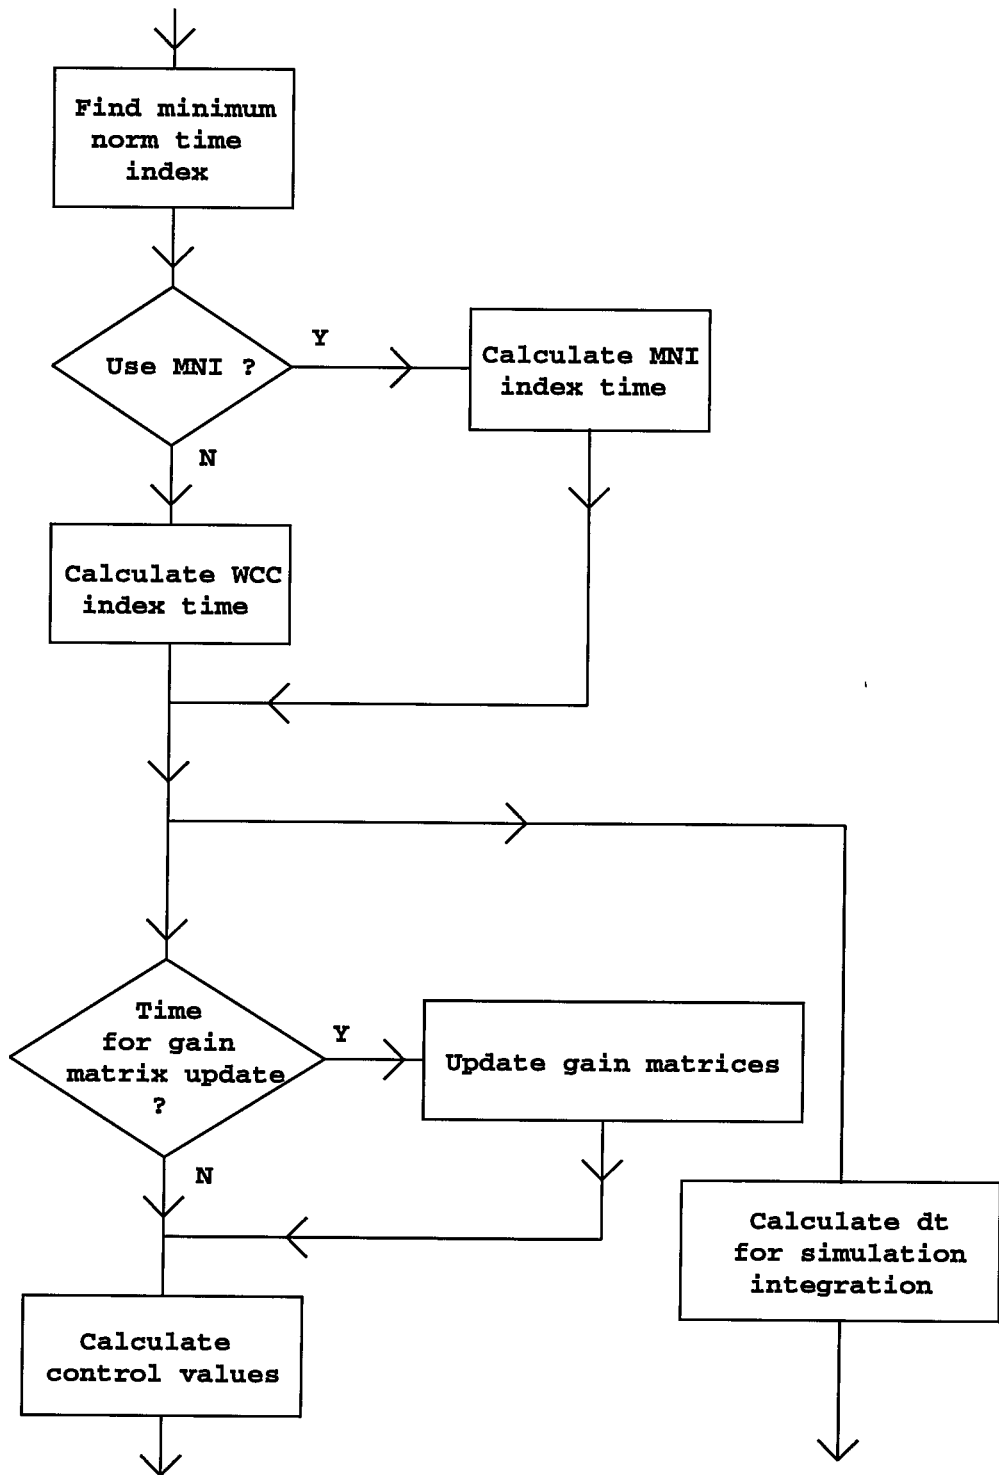 Find minimum
norm time
index
Use MNI ?
Y
Calculate MNI
index time
N
Calculate WCC
index time
Time
for gain
matrix update
?
Y
Update gain matrices
N
Calculate dt
for simulation
integration
Calculate
control values